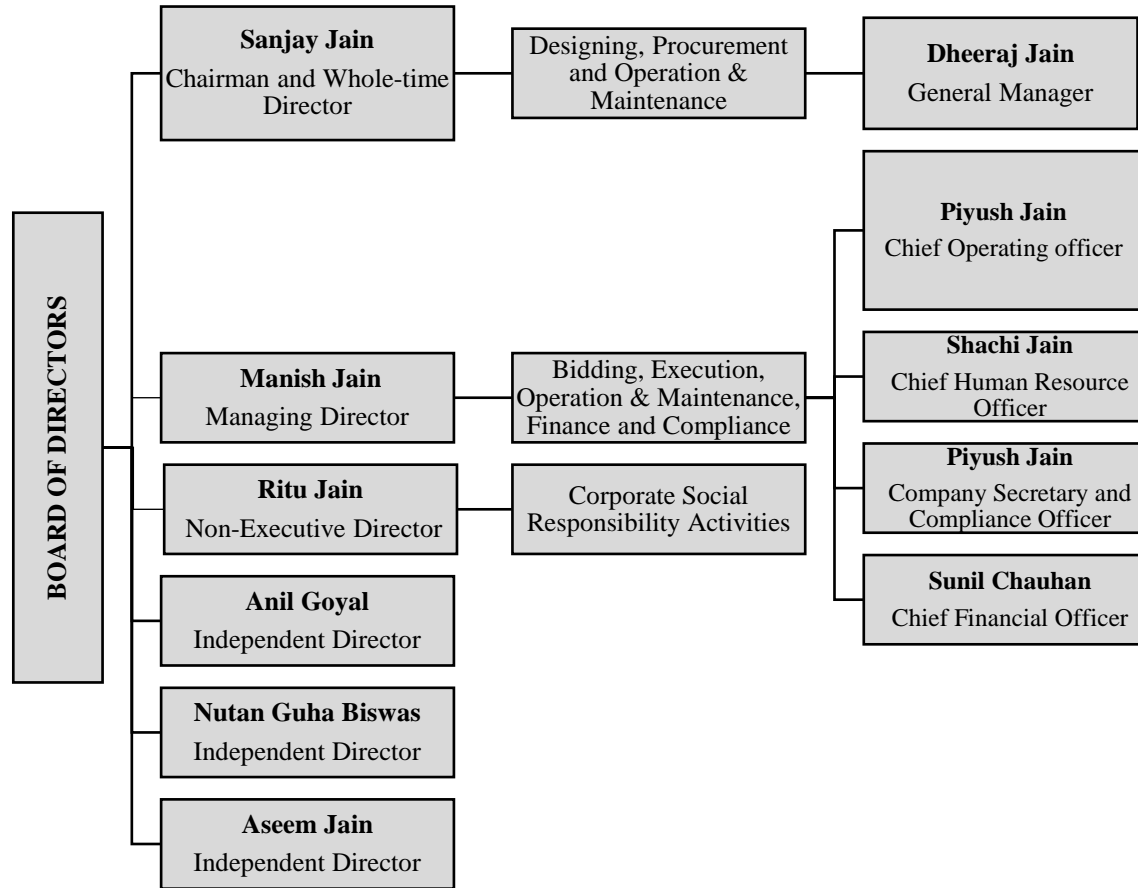 BOARD OF DIRECTORS
Sanjay Jain
Chairman and Whole-time
Director
Designing, Procurement
and Operation &
Maintenance
Dheeraj Jain
General Manager
Manish Jain
Managing Director
Bidding, Execution,
Operation & Maintenance,
Finance and Compliance
Piyush Jain
Chief Operating officer
Shachi Jain
Chief Human Resource
Officer
Piyush Jain
Company Secretary and
Compliance Officer
Sunil Chauhan
Chief Financial Officer
Ritu Jain
Non-Executive Director
Corporate Social
Responsibility Activities
Anil Goyal
Independent Director
Nutan Guha Biswas
Independent Director
Aseem Jain
Independent Director